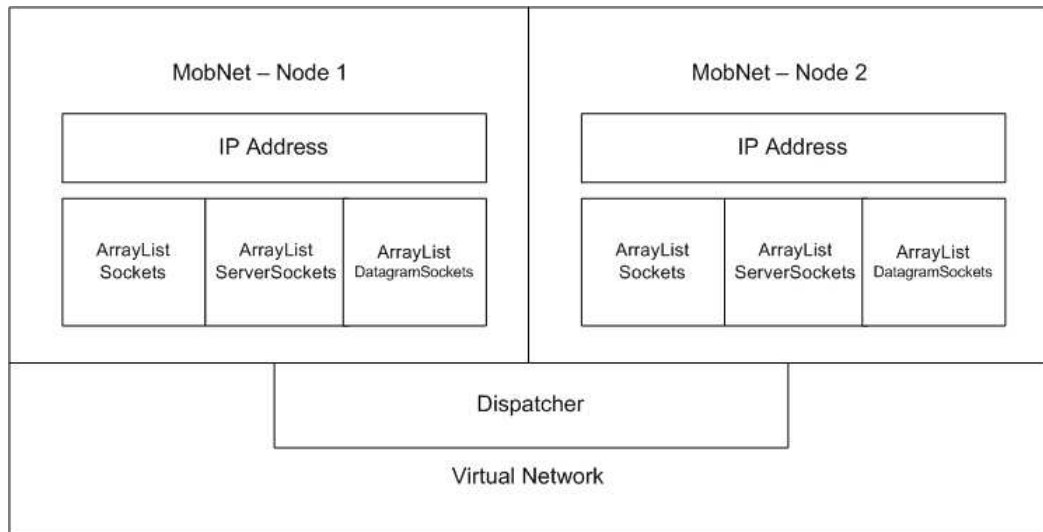 MobNet – Node 1
IP Address
ArrayList
Sockets
ArrayList
ServerSockets
ArrayList
DatagramSockets
MobNet – Node 2
IP Address
ArrayList
Sockets
ArrayList
ServerSockets
ArrayList
DatagramSockets
Dispatcher
Virtual Network